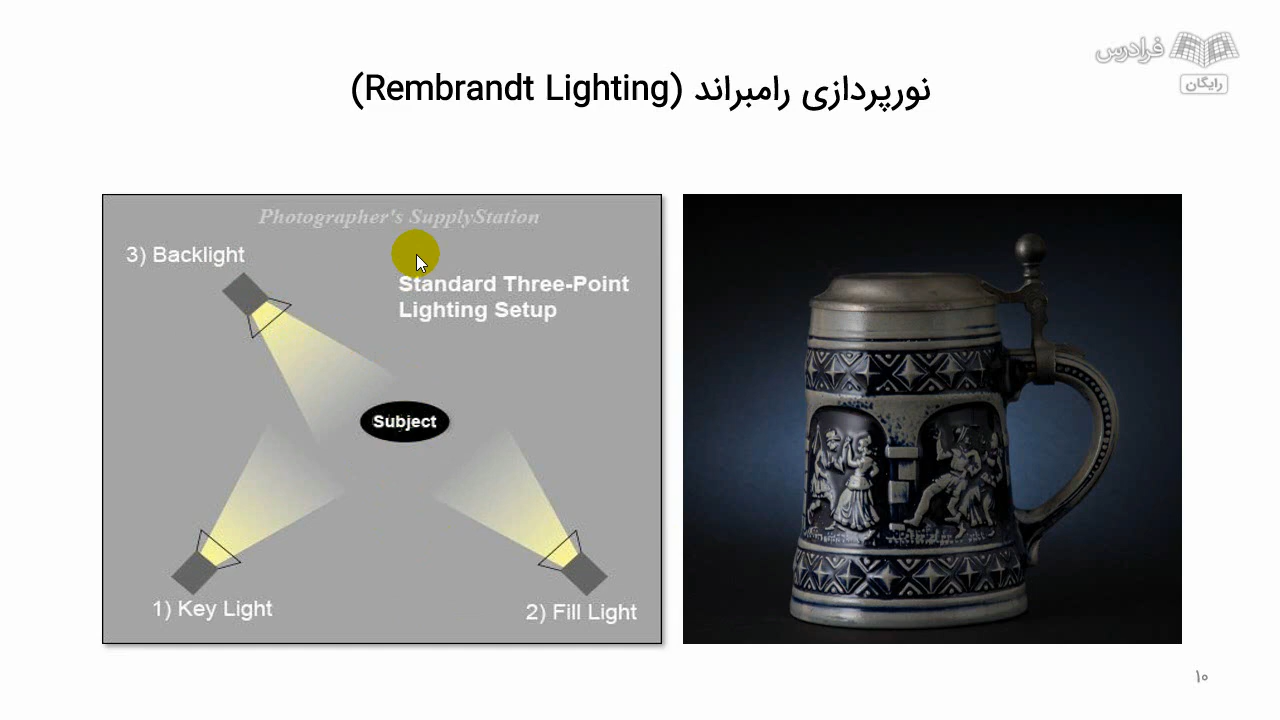 فرادرس
رایگان
نورپردازی رامبراند (Rembrandt Lighting)
Photographer's SupplyStation
3) Backlight
Standard Three-Point
Lighting Setup
Subject
1) Key Light
2) Fill Light
۱۰